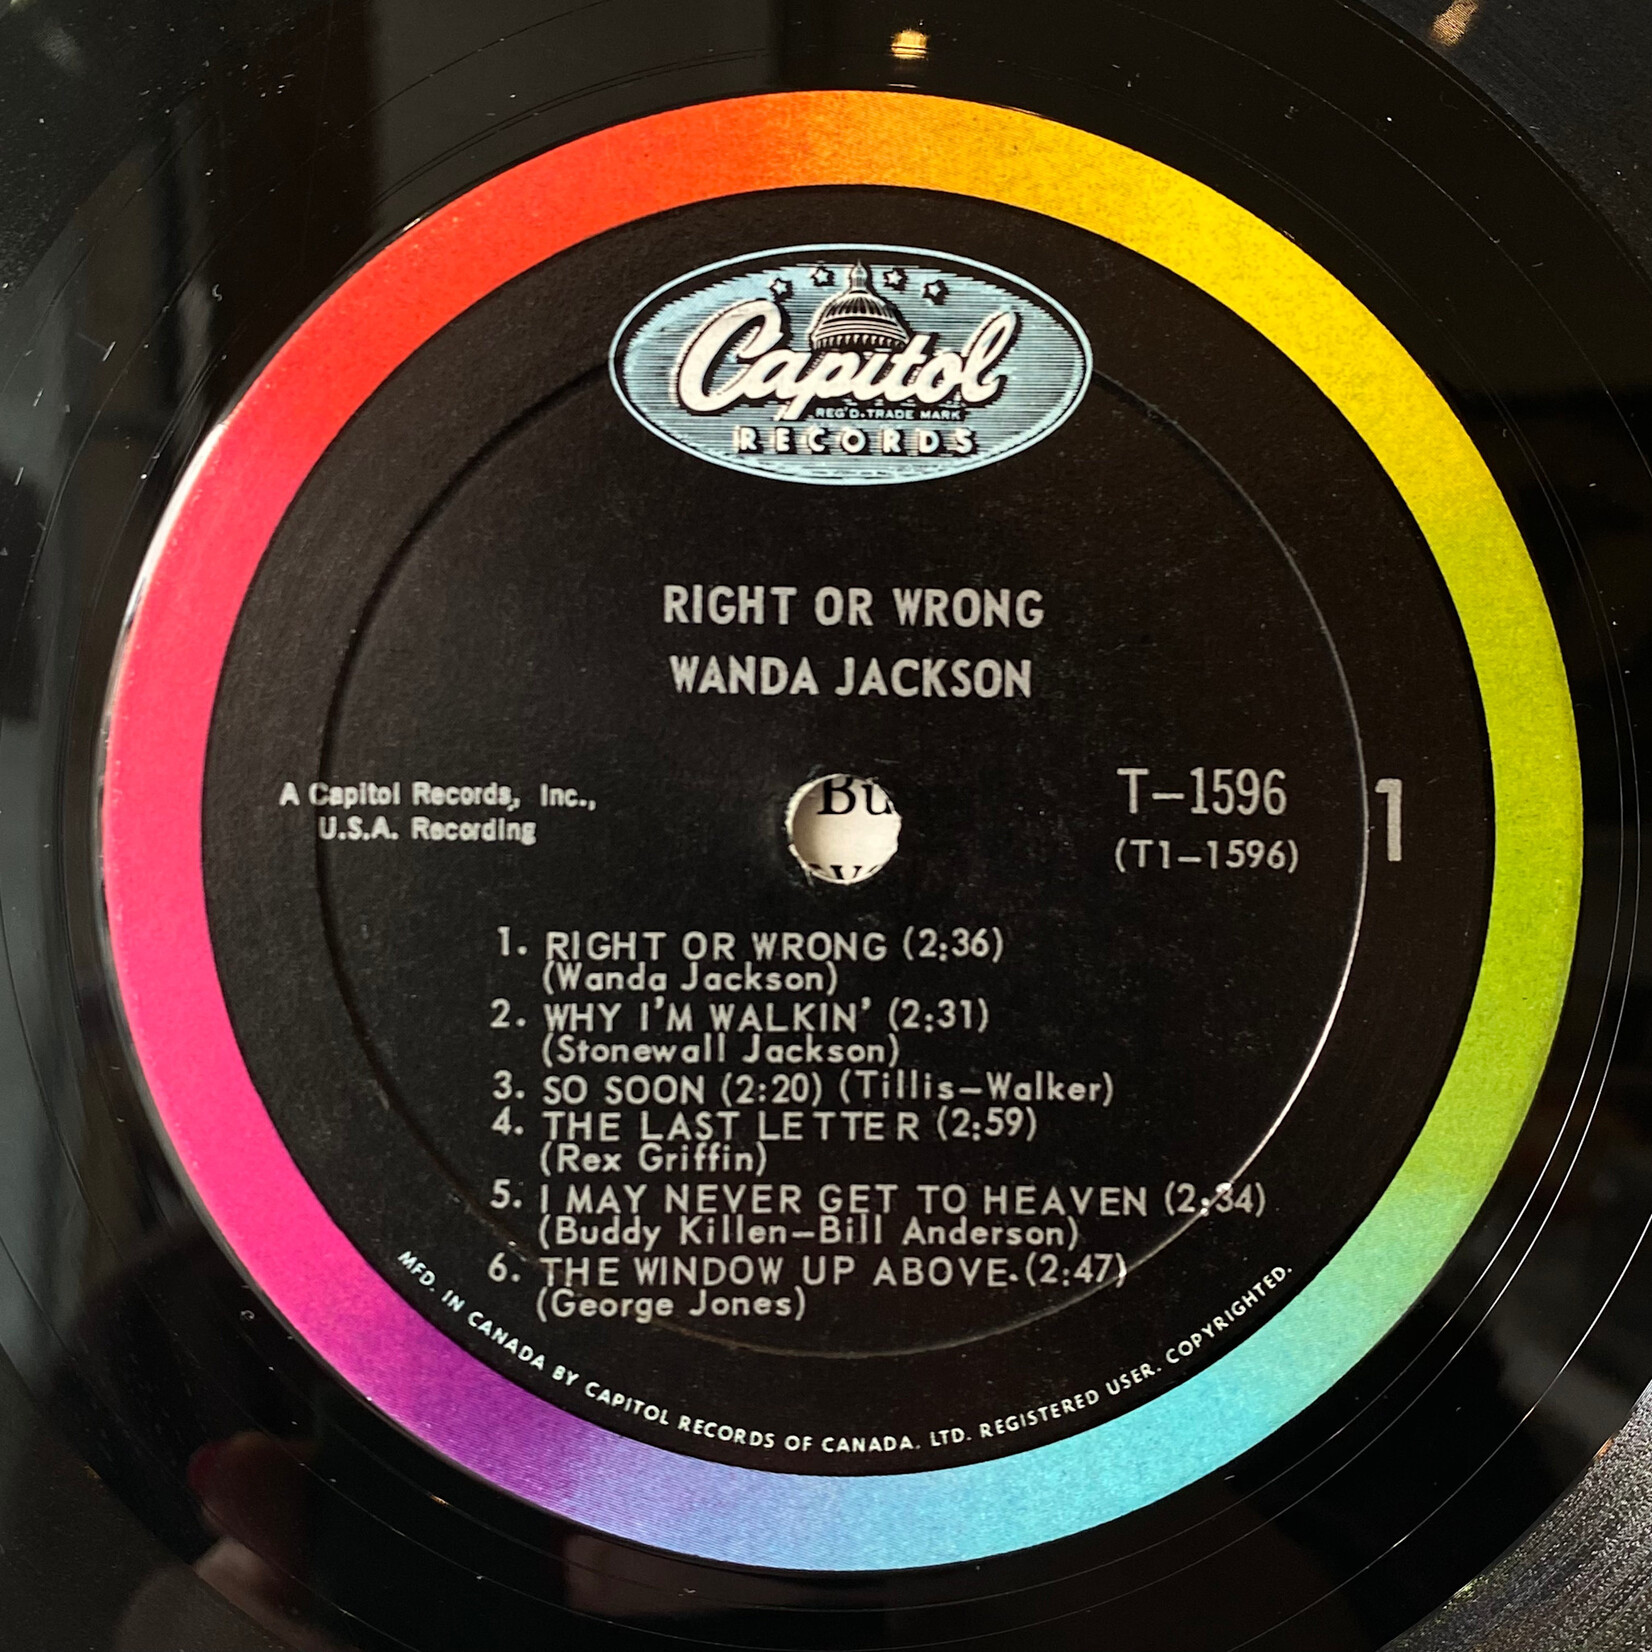 Capitol
REG'D. TRADE MARK
RECORDS
RIGHT OR WRONG
WANDA JACKSON
A Capitol Records, Inc.,
U.S.A. Recording
Bu
T-1596
(T1-1596)
1
1. RIGHT OR WRONG (2:36)
(Wanda Jackson)
2. WHY I'M WALKIN' (2:31)
(Stonewall Jackson)
3. SO SOON (2:20) (Tillis-Walker)
4. THE LAST LETTER (2:59)
(Rex Griffin)
5. I MAY NEVER GET TO HEAVEN (2:34)
(Buddy Killen-Bill Anderson)
6. THE WINDOW UP ABOVE. (2:47)
(George Jones)
MFD. IN CANADA BY CAPITOL RECORDS OF CANADA, LTD. REGISTERED USER. COPYRIGHTED.